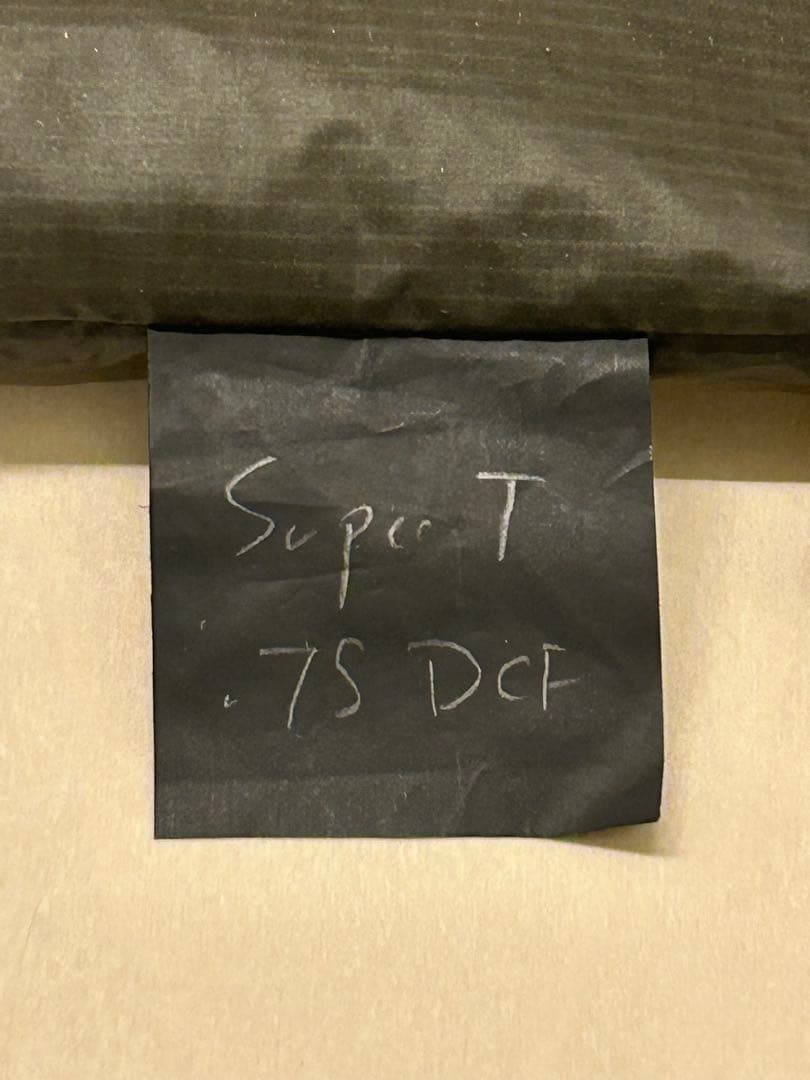 Super T
.75 DCF